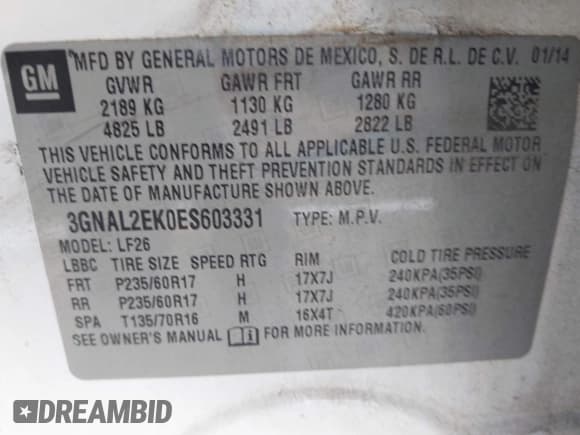 GM
MFD BY GENERAL MOTORS DE MEXICO, S. DE R.L. DE C.V. 01/14
GVWR GAWR FRT GAWR RR
2189 KG 1130 KG 1280 KG
4825 LB 2491 LB 2822 LB
THIS VEHICLE CONFORMS TO ALL APPLICABLE U.S. FEDERAL MOTOR
VEHICLE SAFETY AND THEFT PREVENTION STANDARDS IN EFFECT ON
THE DATE OF MANUFACTURE SHOWN ABOVE.
3GNAL2EK0ES603331 TYPE: M.P.V.
MODEL: LF26
LBBC TIRE SIZE SPEED RTG RIM COLD TIRE PRESSURE
FRT P235/60R17 H 17X7J 240KPA(35PSI)
RR P235/60R17 H 17X7J 240KPA(35PSI)
SPA T135/70R16 M 16X4T 420KPA(60PSI)
SEE OWNER'S MANUAL FOR MORE INFORMATION.
DREAMBID